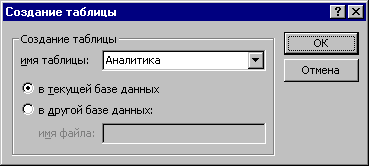 Создание таблицы
Создание таблицы
имя таблицы: Аналитика
OK
Отмена
в текущей базе данных
в другой базе данных:
имя файла: